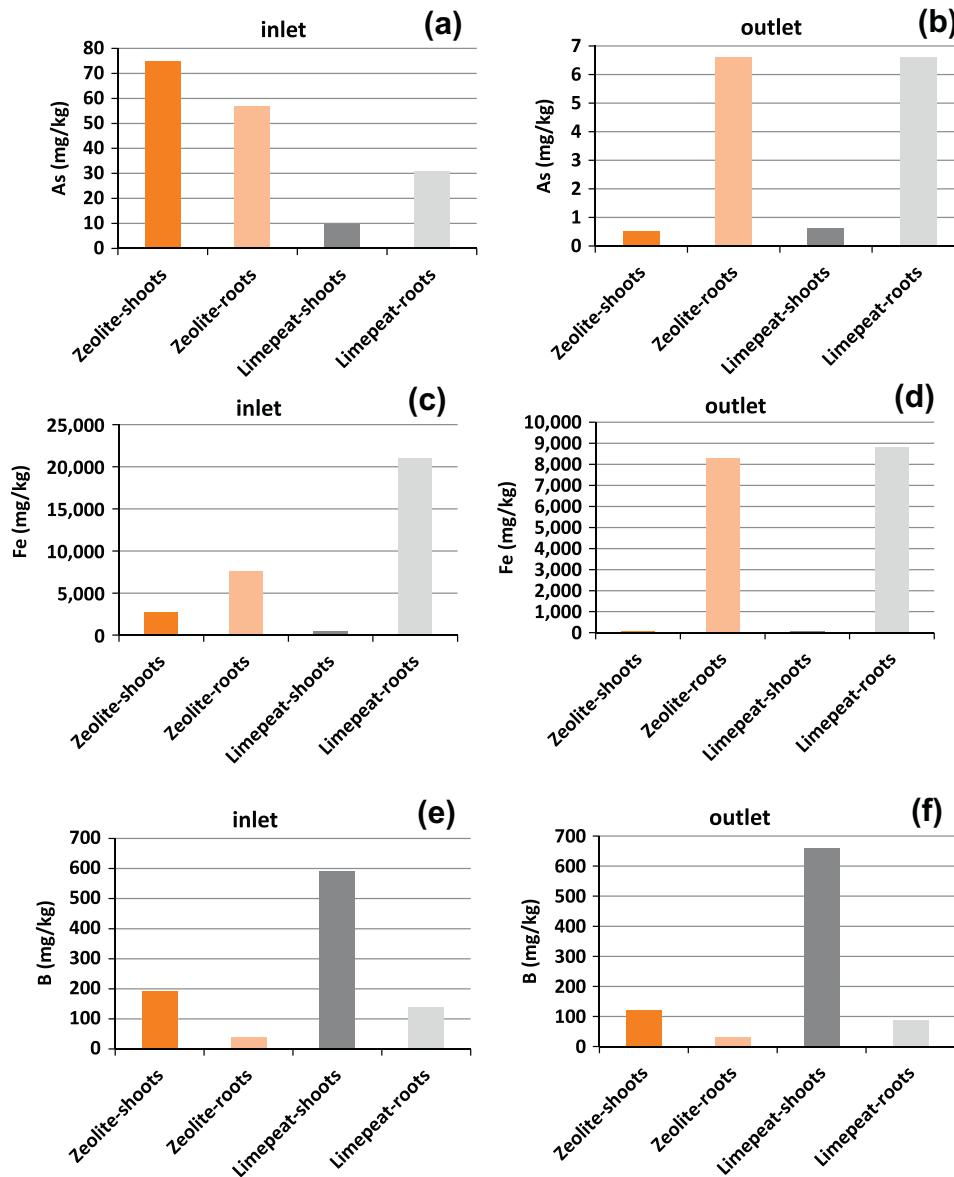 inlet
(a)
80
70
60
50
40
30
20
10
0
As (mg/kg)
Zeolite-shoots
Zeolite-roots
Limepeat-shoots
Limepeat-roots
outlet
(b)
7
6
5
4
3
2
1
0
As (mg/kg)
Zeolite-shoots
Zeolite-roots
Limepeat-shoots
Limepeat-roots
inlet
(c)
25,000
20,000
15,000
10,000
5,000
0
Fe (mg/kg)
Zeolite-shoots
Zeolite-roots
Limepeat-shoots
Limepeat-roots
outlet
(d)
10,000
9,000
8,000
7,000
6,000
5,000
4,000
3,000
2,000
1,000
0
Fe (mg/kg)
Zeolite-shoots
Zeolite-roots
Limepeat-shoots
Limepeat-roots
inlet
(e)
700
600
500
400
300
200
100
0
B (mg/kg)
Zeolite-shoots
Zeolite-roots
Limepeat-shoots
Limepeat-roots
outlet
(f)
700
600
500
400
300
200
100
0
B (mg/kg)
Zeolite-shoots
Zeolite-roots
Limepeat-shoots
Limepeat-roots